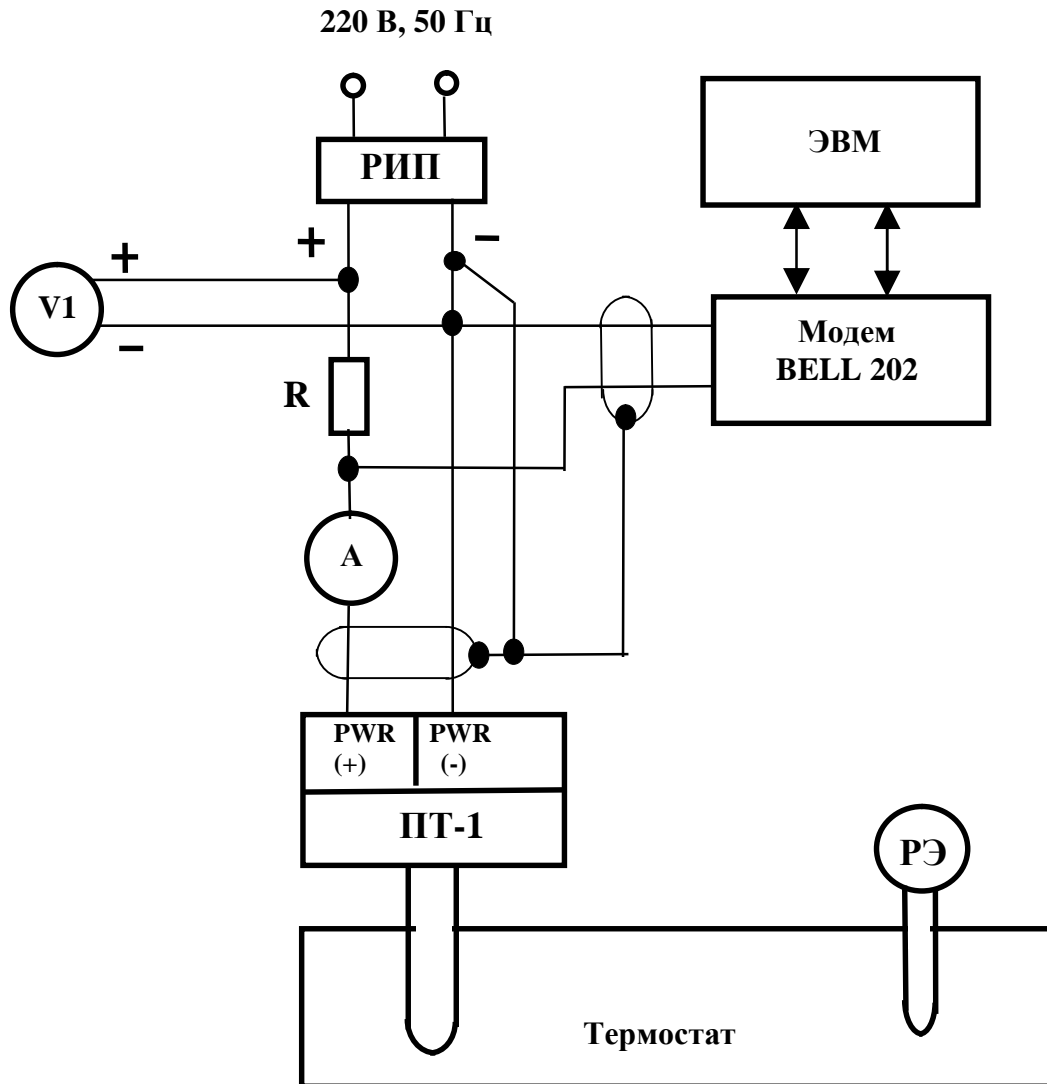 220 В, 50 Гц
РИП
ЭВМ
+
−
+
V1
−
Модем
BELL 202
R
А
PWR
(+)
PWR
(-)
ПТ-1
РЭ
Термостат